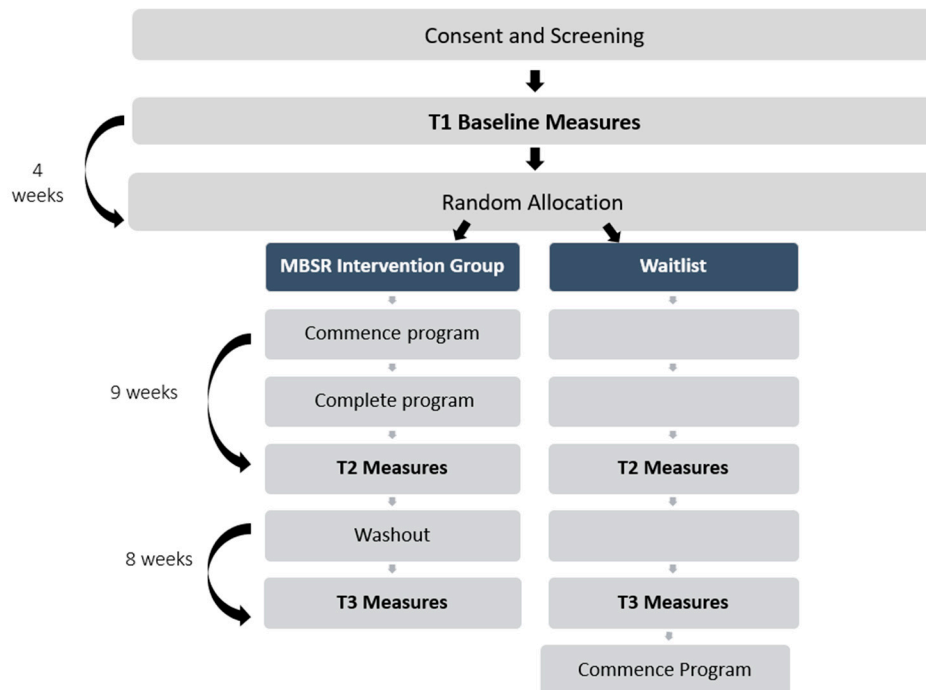 Consent and Screening
T1 Baseline Measures
4
weeks
Random Allocation
MBSR Intervention Group
Waitlist
Commence program
9 weeks
Complete program
T2 Measures
T2 Measures
Washout
8 weeks
T3 Measures
T3 Measures
Commence Program